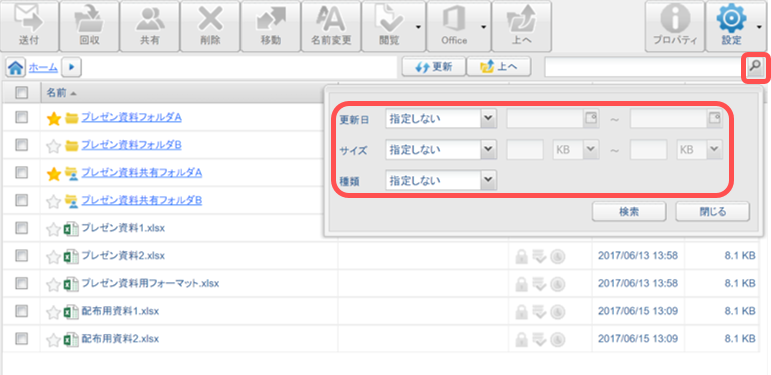 送付 回収 共有 削除 移動 名前変更 閲覧 Office 上へ プロパティ 設定
ホーム 更新 上へ
名前
プレゼン資料フォルダA
プレゼン資料フォルダB
プレゼン資料共有フォルダA
プレゼン資料共有フォルダB
プレゼン資料1.xlsx
プレゼン資料2.xlsx 2017/06/13 13:58 8.1 KB
プレゼン資料用フォーマット.xlsx 2017/06/13 13:58 8.1 KB
配布用資料1.xlsx 2017/06/15 13:09 8.1 KB
配布用資料2.xlsx 2017/06/15 13:09 8.1 KB
更新日 指定しない ～
サイズ 指定しない KB ～ KB
種類 指定しない
検索 閉じる